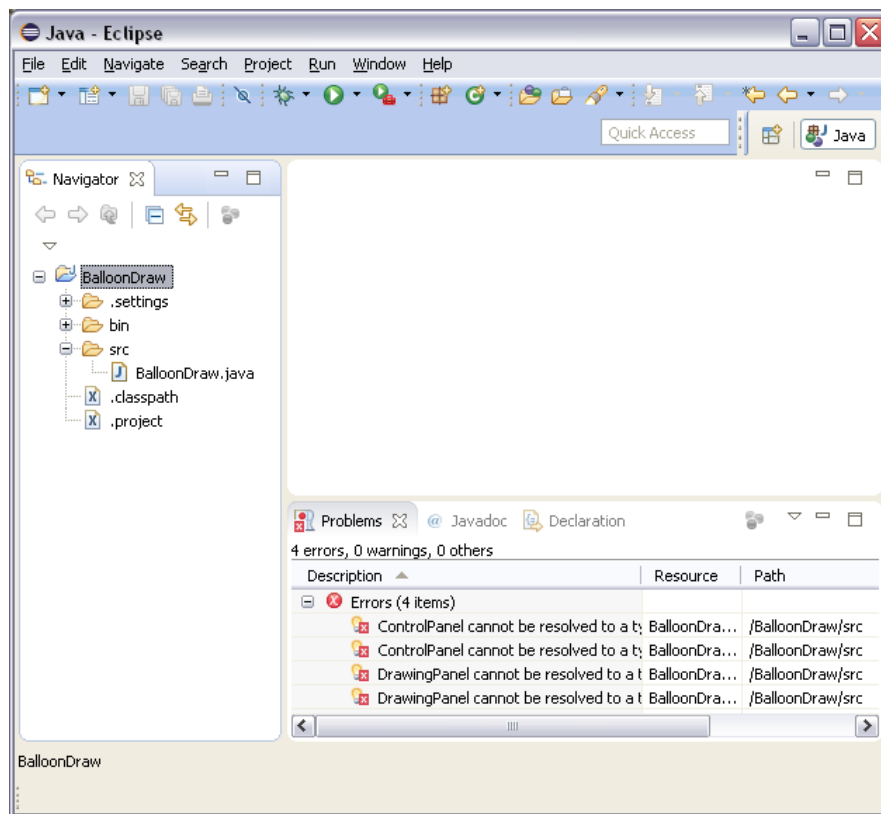 Java - Eclipse
File Edit Navigate Search Project Run Window Help
Quick Access
Java
Navigator
BalloonDraw
.settings
bin
src
BalloonDraw.java
.classpath
.project
Problems @ Javadoc Declaration
4 errors, 0 warnings, 0 others
Description Resource Path
Errors (4 items)
ControlPanel cannot be resolved to a ty BalloonDra... /BalloonDraw/src
ControlPanel cannot be resolved to a ty BalloonDra... /BalloonDraw/src
DrawingPanel cannot be resolved to a t BalloonDra... /BalloonDraw/src
DrawingPanel cannot be resolved to a t BalloonDra... /BalloonDraw/src
BalloonDraw